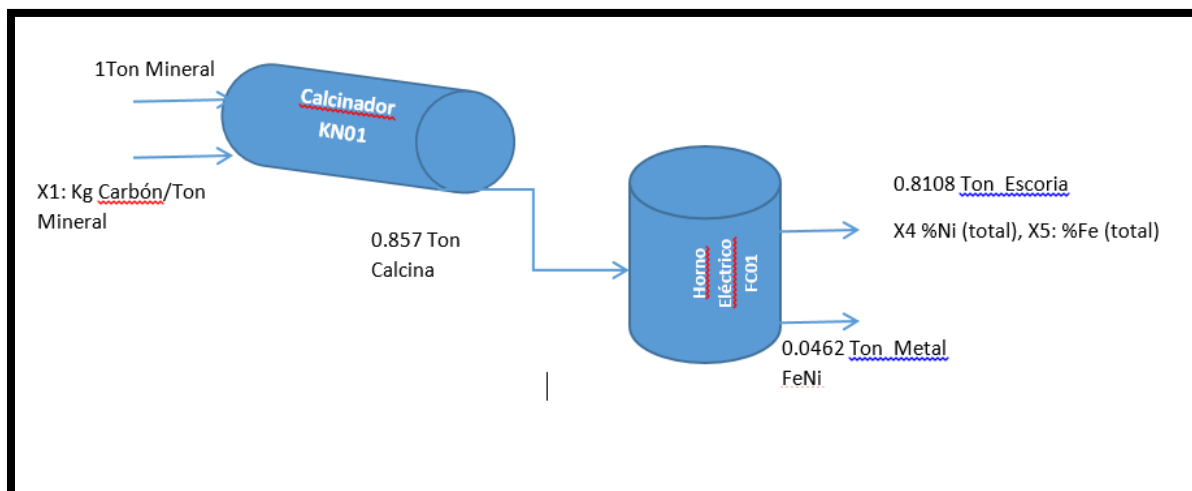 1Ton Mineral
Calcinador
KN01
X1: Kg Carbón/Ton
Mineral
0.857 Ton
Calcina
Horno
Eléctrico
FC01
0.8108 Ton Escoria
X4 %Ni (total), X5: %Fe (total)
0.0462 Ton Metal
FeNi